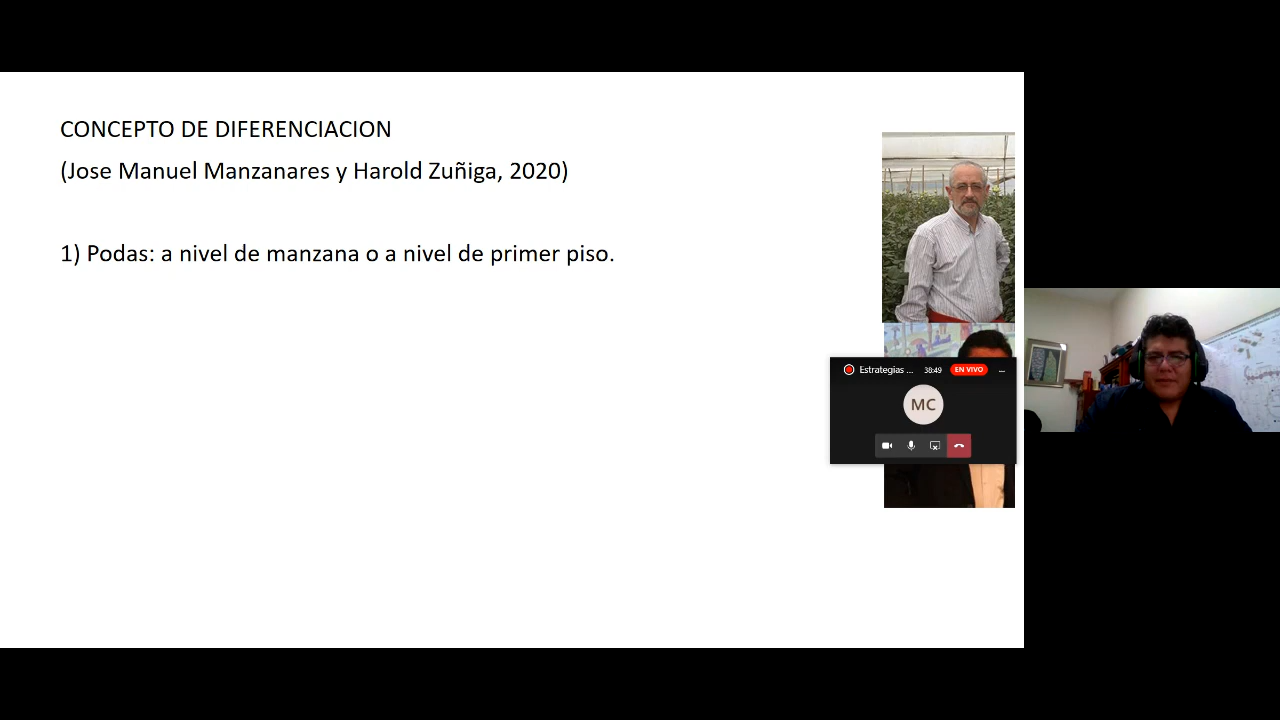 CONCEPTO DE DIFERENCIACION
(Jose Manuel Manzanares y Harold Zuñiga, 2020)
1) Podas: a nivel de manzana o a nivel de primer piso.
Estrategias ... 38:49 EN VIVO ...
MC